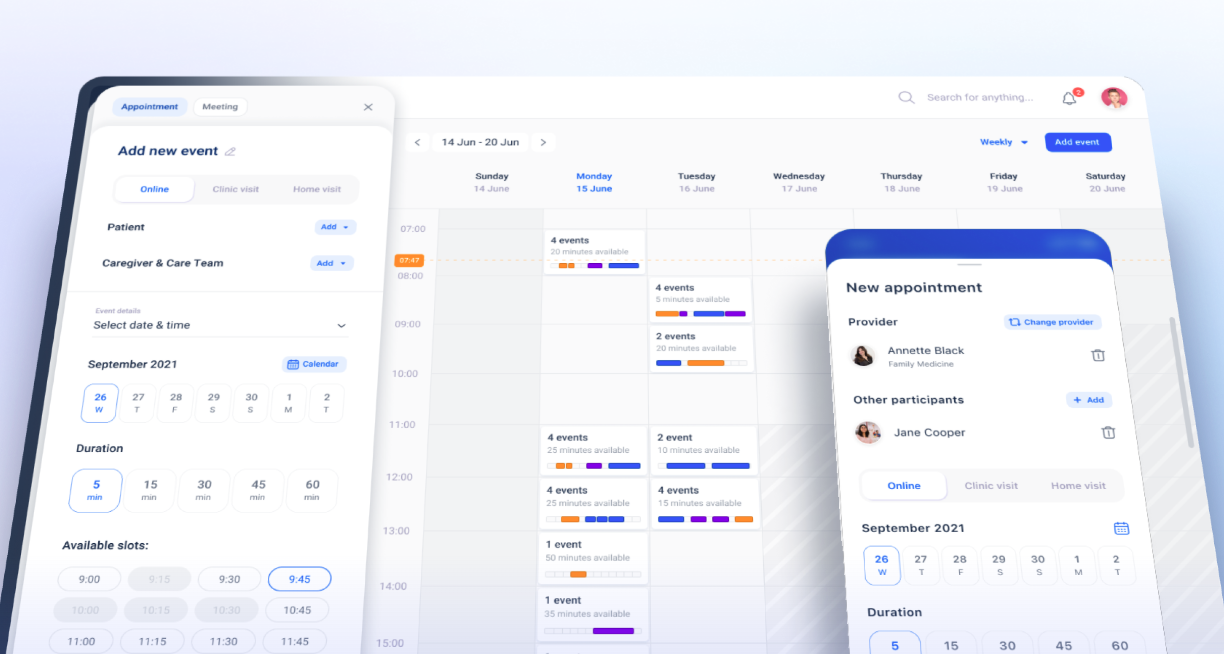 Appointment Meeting
Add new event
Online Clinic visit Home visit
Patient Add
Caregiver & Care Team Add
Event details
Select date & time
September 2021 Calendar
26 27 28 29 30 1 2
W T F S S M T
Duration
5 15 30 45 60
min min min min min
Available slots:
9:00 9:15 9:30 9:45
10:00 10:15 10:30 10:45
11:00 11:15 11:30 11:45
Search for anything... 2
14 Jun - 20 Jun Weekly Add event
Sunday Monday Tuesday Wednesday Thursday Friday Saturday
14 June 15 June 16 June 17 June 18 June 19 June 20 June
07:00
07:47
08:00
09:00
10:00
11:00
12:00
13:00
14:00
15:00
4 events
20 minutes available
4 events
25 minutes available
4 events
25 minutes available
1 event
50 minutes available
1 event
35 minutes available
4 events
5 minutes available
2 events
20 minutes available
2 event
10 minutes available
4 events
15 minutes available
New appointment
Provider Change provider
Annette Black
Family Medicine
Other participants + Add
Jane Cooper
Online Clinic visit Home visit
September 2021
26 27 28 29 30 1 2
W T F S S M T
Duration
5 15 30 45 60